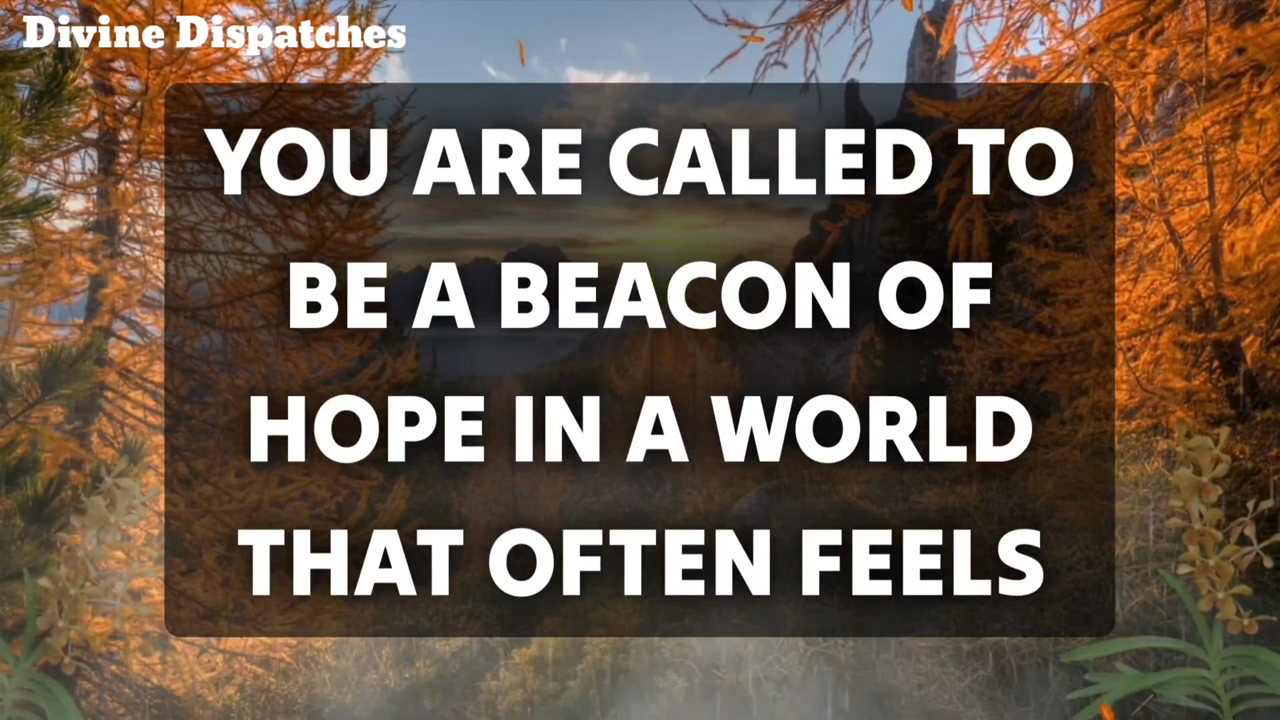 Divine Dispatches
YOU ARE CALLED TO
BE A BEACON OF
HOPE IN A WORLD
THAT OFTEN FEELS